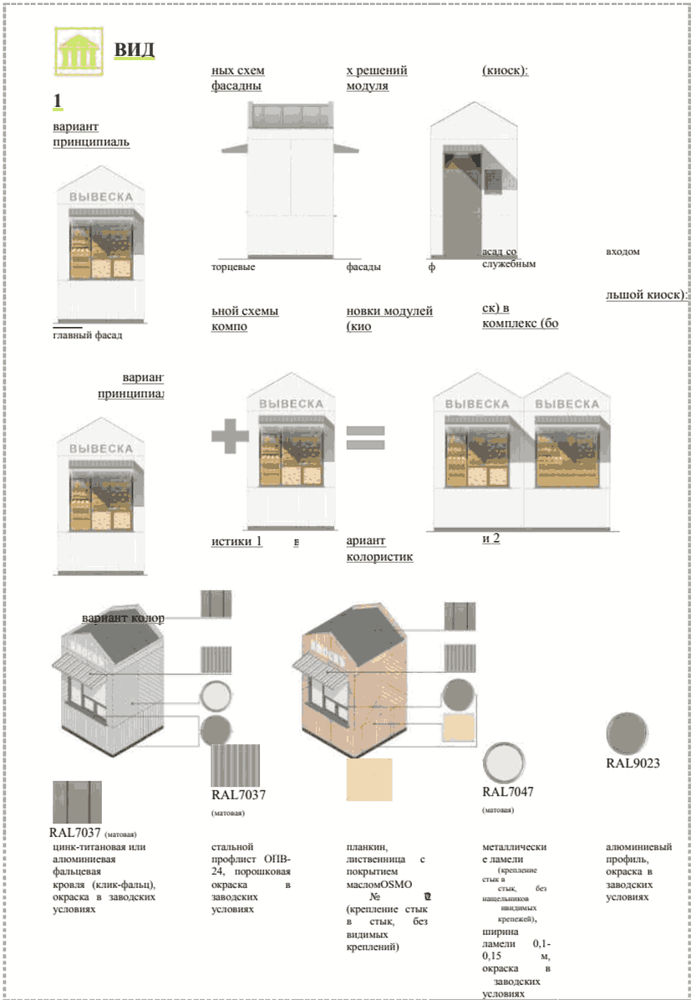 ВИД
1
вариант
принципиаль
ных схем
фасадны
х решений
модуля
(киоск):
ВЫВЕСКА
главный фасад
торцевые
фасады
ф
асад со
служебным
входом
вариант
принципиал
ьной схемы
компо
новки модулей
(кио
ск) в
комплекс (бо
льшой киоск):
ВЫВЕСКА
ВЫВЕСКА
ВЫВЕСКА
ВЫВЕСКА
вариант колор
истики 1
в
ариант
колористик
и 2
RAL7037 (матовая)
цинк-титановая или
алюминиевая
фальцевая
кровля (клик-фальц),
окраска в заводских
условиях
RAL7037
(матовая)
стальной
профлист ОПВ-
24, порошковая
окраска в
заводских
условиях
планкин,
лиственница с
покрытием
масломOSMO
№
(крепление стык
в стык, без
видимых
креплений)
RAL7047
(матовая)
металлически
е ламели
(крепление
стык в
стык, без
нащельников
ивидимых
крепежей),
ширина
ламели 0,1-
0,15 м,
окраска в
заводских
условиях
RAL9023
алюминиевый
профиль,
окраска в
заводских
условиях